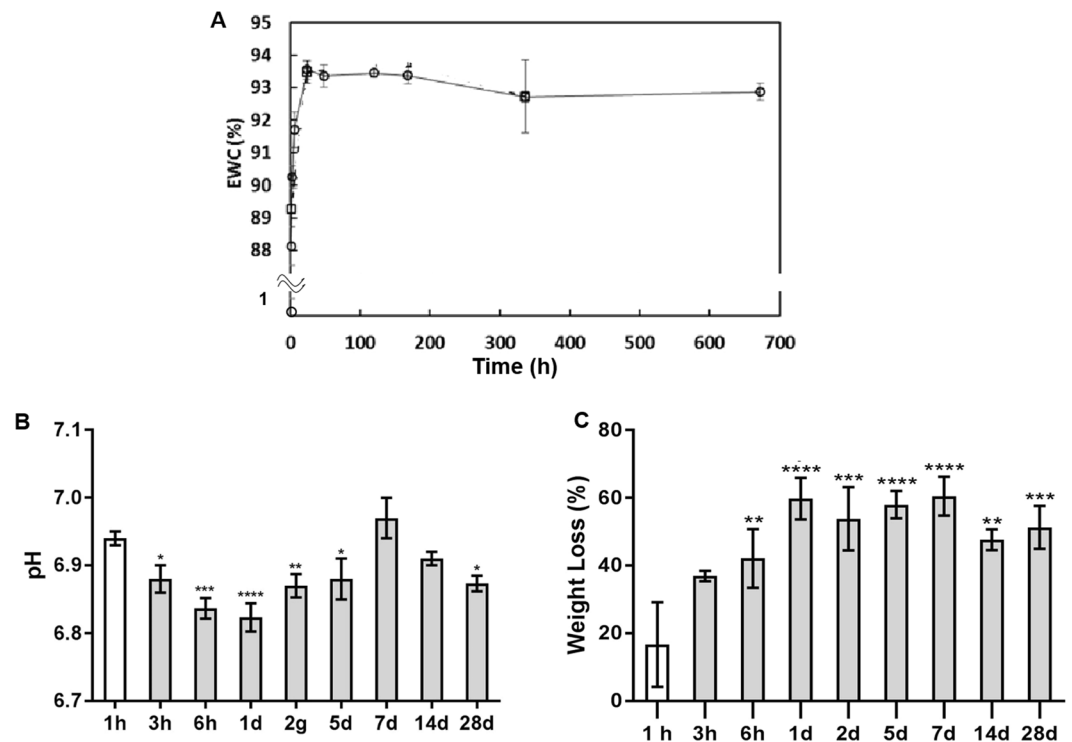 A
95
94
93
92
91
90
89
88
1
EWC (%)
0 100 200 300 400 500 600 700
Time (h)
B
7.1
7.0
6.9
6.8
6.7
pH
* *** **** ** * *
1h 3h 6h 1d 2g 5d 7d 14d 28d
C
80
60
40
20
0
Weight Loss (%)
** **** *** **** **** ** ***
1 h 3h 6h 1d 2d 5d 7d 14d 28d